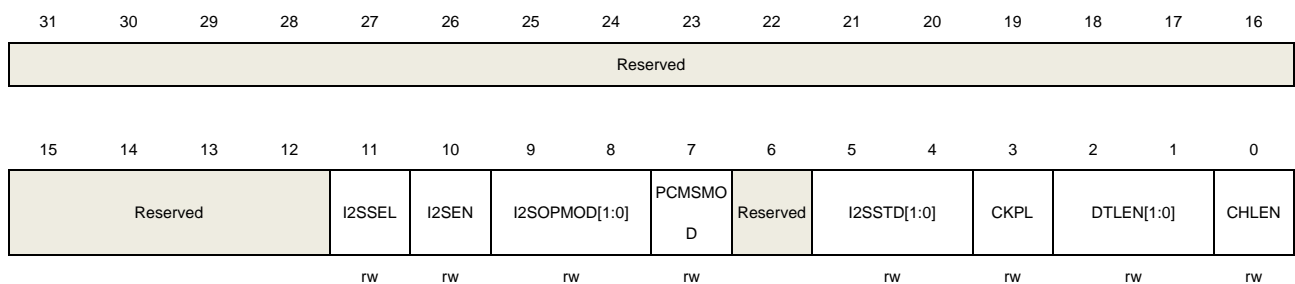 31 30 29 28 27 26 25 24 23 22 21 20 19 18 17 16
Reserved
15 14 13 12 11 10 9 8 7 6 5 4 3 2 1 0
Reserved I2SSEL I2SEN I2SOPMOD[1:0] PCMSMO
D Reserved I2SSTD[1:0] CKPL DTLEN[1:0] CHLEN
rw rw rw rw rw rw rw rw